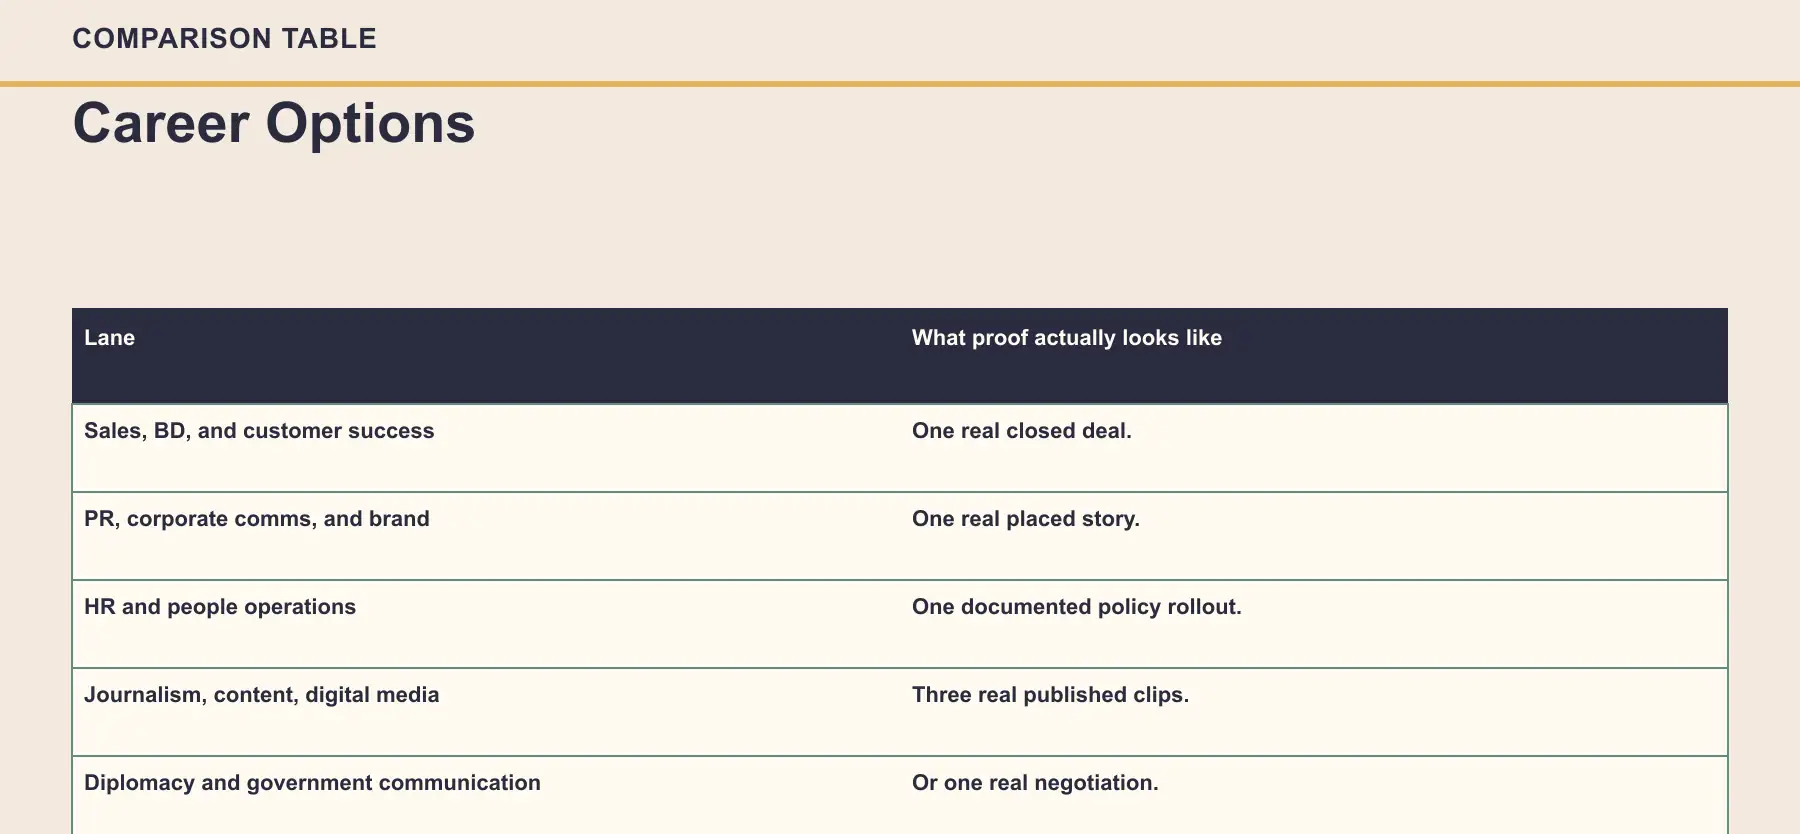 COMPARISON TABLE
Career Options
Lane What proof actually looks like
Sales, BD, and customer success One real closed deal.
PR, corporate comms, and brand One real placed story.
HR and people operations One documented policy rollout.
Journalism, content, digital media Three real published clips.
Diplomacy and government communication Or one real negotiation.